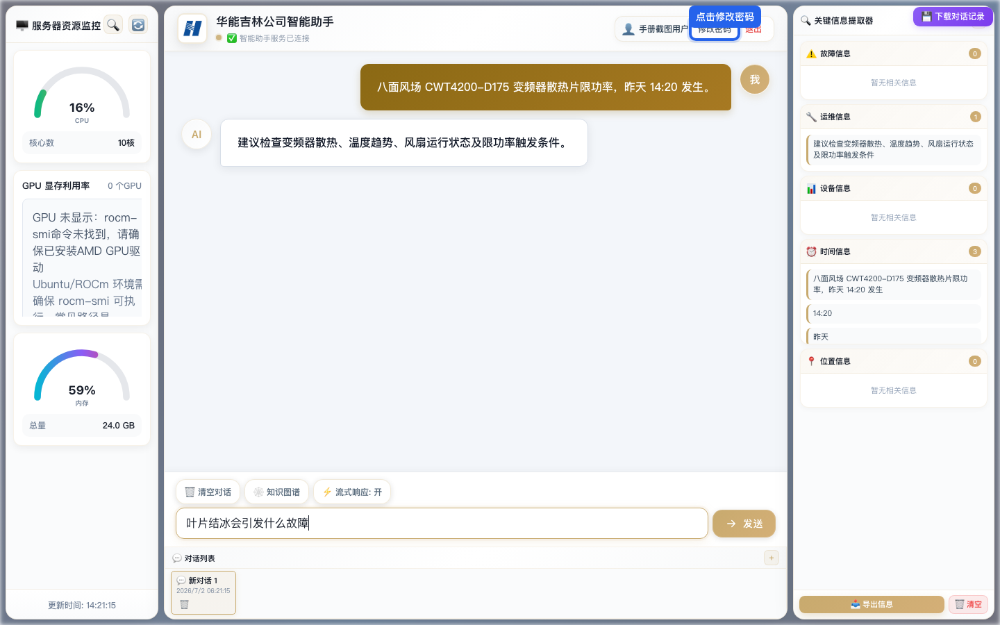 服务器资源监控
16%
CPU
核心数 10核
GPU 显存利用率 0 个GPU
GPU 未显示：rocm-
smi命令未找到，请确
保已安装AMD GPU驱
动
Ubuntu/ROCm 环境需
确保 rocm-smi 可执
59%
内存
总量 24.0 GB
更新时间: 14:21:15
华能吉林公司智能助手
智能助手服务已连接
手册截图用户
点击修改密码
修改密码
退出
八面风场 CWT4200-D175 变频器散热片限功率，昨天 14:20 发生。
我
AI
建议检查变频器散热、温度趋势、风扇运行状态及限功率触发条件。
清空对话
知识图谱
流式响应: 开
叶片结冰会引发什么故障
→ 发送
对话列表
+
新对话 1
2026/7/2 06:21:15
关键信息提取器
下载对话记录
故障信息 0
暂无相关信息
运维信息 1
建议检查变频器散热、温度趋势、风扇运行状态
及限功率触发条件
设备信息 0
暂无相关信息
时间信息 3
八面风场 CWT4200-D175 变频器散热片限功
率，昨天 14:20 发生
14:20
昨天
位置信息 0
暂无相关信息
导出信息
清空